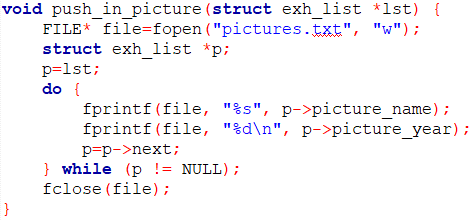 void push_in_picture(struct exh_list *lst) {
    FILE* file=fopen("pictures.txt", "w");
    struct exh_list *p;
    p=lst;
    do {
        fprintf(file, "%s", p->picture_name);
        fprintf(file, "%d\n", p->picture_year);
        p=p->next;
    } while (p != NULL);
    fclose(file);
}